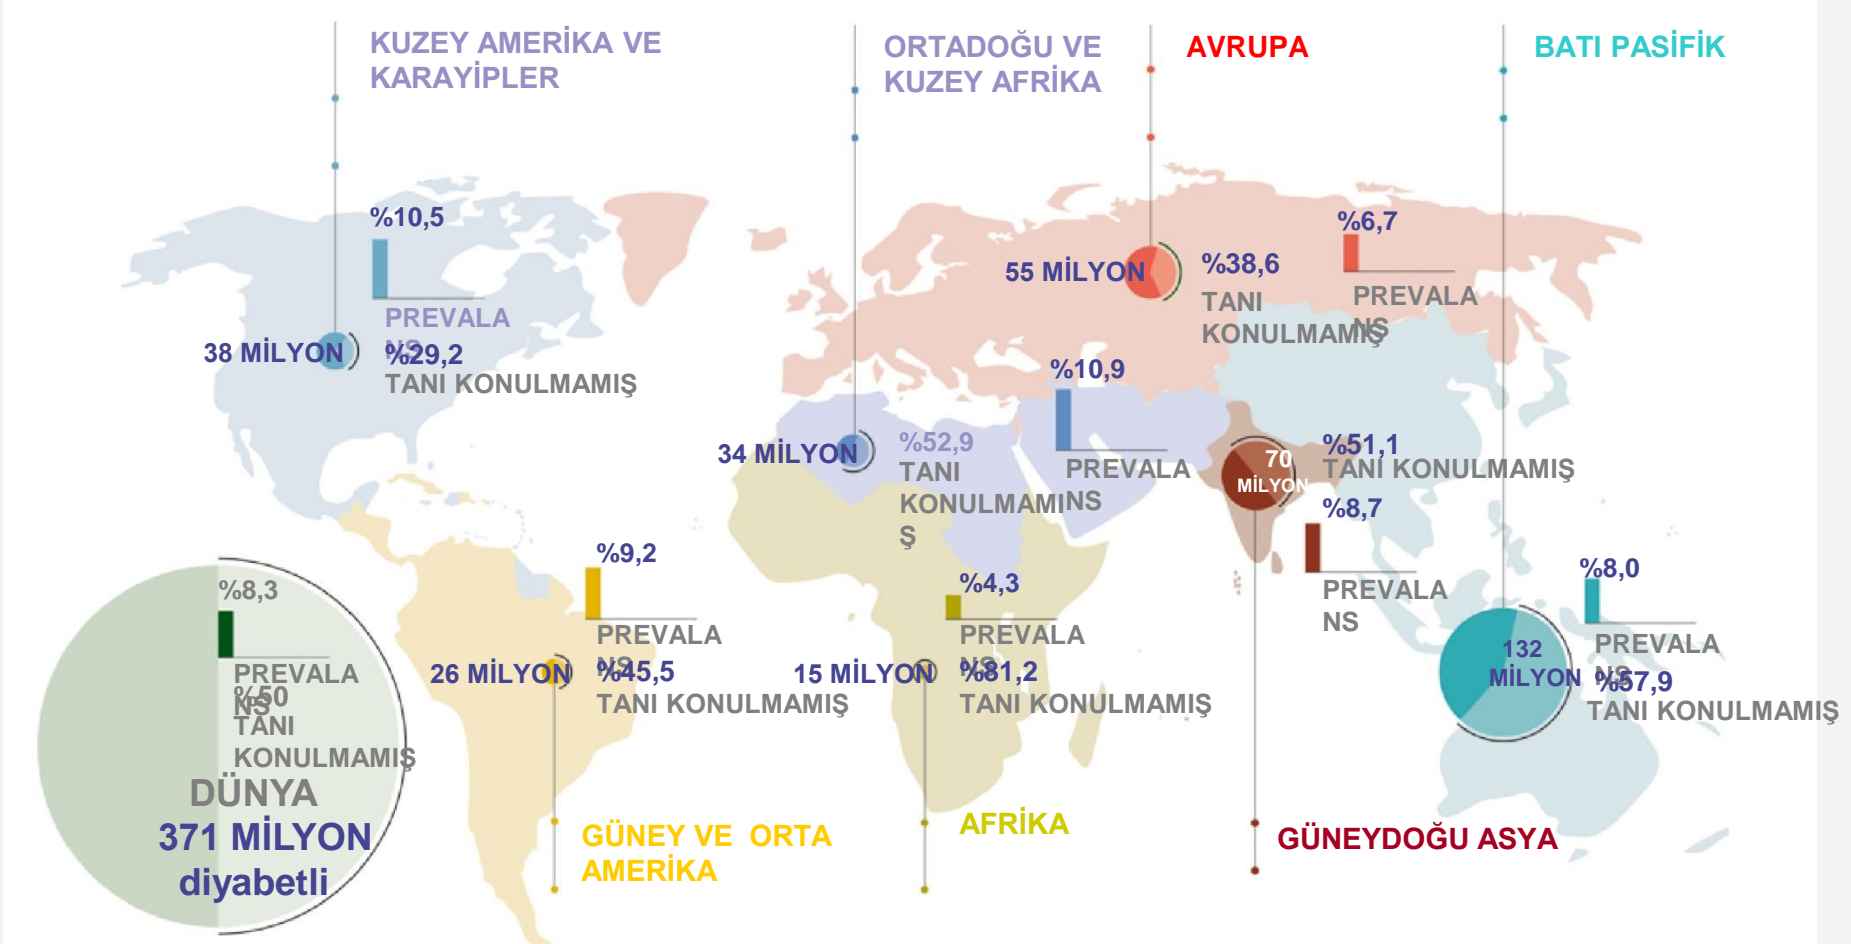 KUZEY AMERİKA VE
KARAYİPLER
%10,5
PREVALA
NS
38 MİLYON
%29,2
TANI KONULMAMIŞ
ORTADOĞU VE
KUZEY AFRİKA
34 MİLYON
%52,9
TANI
KONULMAMI
Ş
%10,9
PREVALA
NS
AVRUPA
55 MİLYON
%38,6
TANI
KONULMAMIŞ
%6,7
PREVALA
NS
BATI PASİFİK
%8,0
PREVALA
NS
132
MİLYON
%57,9
TANI KONULMAMIŞ
70
MİLYON
%51,1
TANI KONULMAMIŞ
%8,7
PREVALA
NS
GÜNEYDOĞU ASYA
%4,3
PREVALA
NS
15 MİLYON
%81,2
TANI KONULMAMIŞ
AFRİKA
%9,2
PREVALA
NS
26 MİLYON
%45,5
TANI KONULMAMIŞ
GÜNEY VE  ORTA
AMERİKA
%8,3
PREVALA
NS
%50
TANI
KONULMAMIŞ
DÜNYA
371 MİLYON
diyabetli